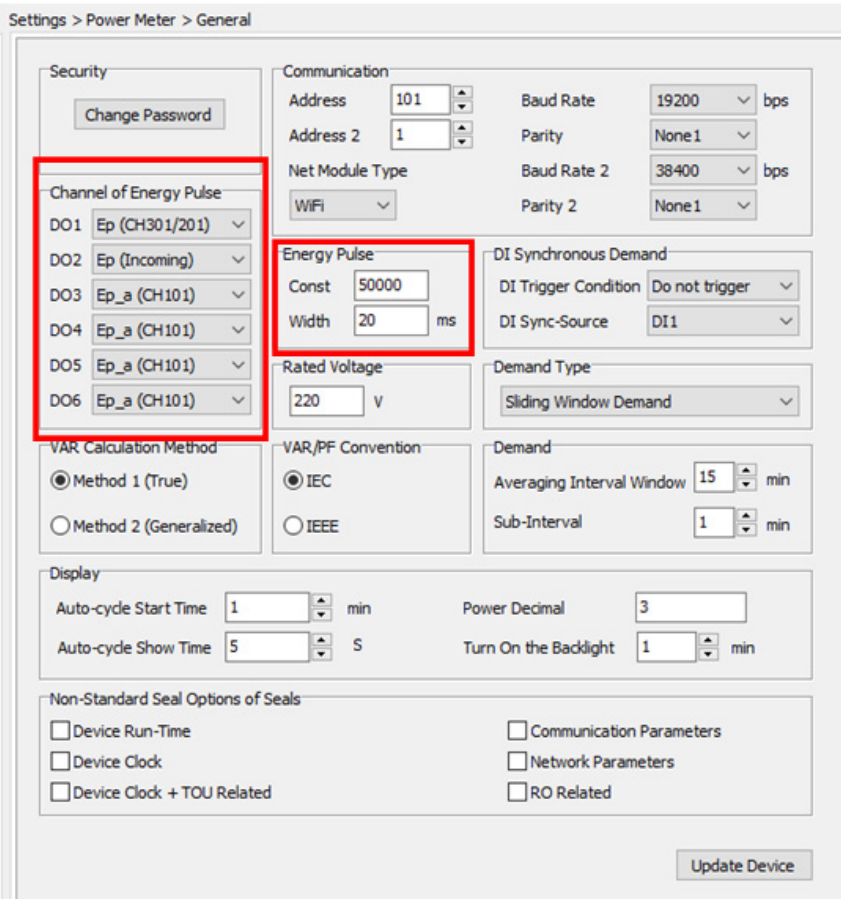 Settings > Power Meter > General
Security
Change Password
Communication
Address 101 Baud Rate 19200 bps
Address 2 1 Parity None1
Net Module Type Baud Rate 2 38400 bps
WiFi Parity 2 None1
Channel of Energy Pulse
DO1 Ep (CH301/201)
DO2 Ep (Incoming)
DO3 Ep_a (CH101)
DO4 Ep_a (CH101)
DO5 Ep_a (CH101)
DO6 Ep_a (CH101)
Energy Pulse
Const 50000
Width 20 ms
DI Synchronous Demand
DI Trigger Condition Do not trigger
DI Sync-Source DI1
Rated Voltage
220 V
Demand Type
Sliding Window Demand
VAR Calculation Method
Method 1 (True)
Method 2 (Generalized)
VAR/PF Convention
IEC
IEEE
Demand
Averaging Interval Window 15 min
Sub-Interval 1 min
Display
Auto-cycle Start Time 1 min Power Decimal 3
Auto-cycle Show Time 5 S Turn On the Backlight 1 min
Non-Standard Seal Options of Seals
Device Run-Time Communication Parameters
Device Clock Network Parameters
Device Clock + TOU Related RO Related
Update Device